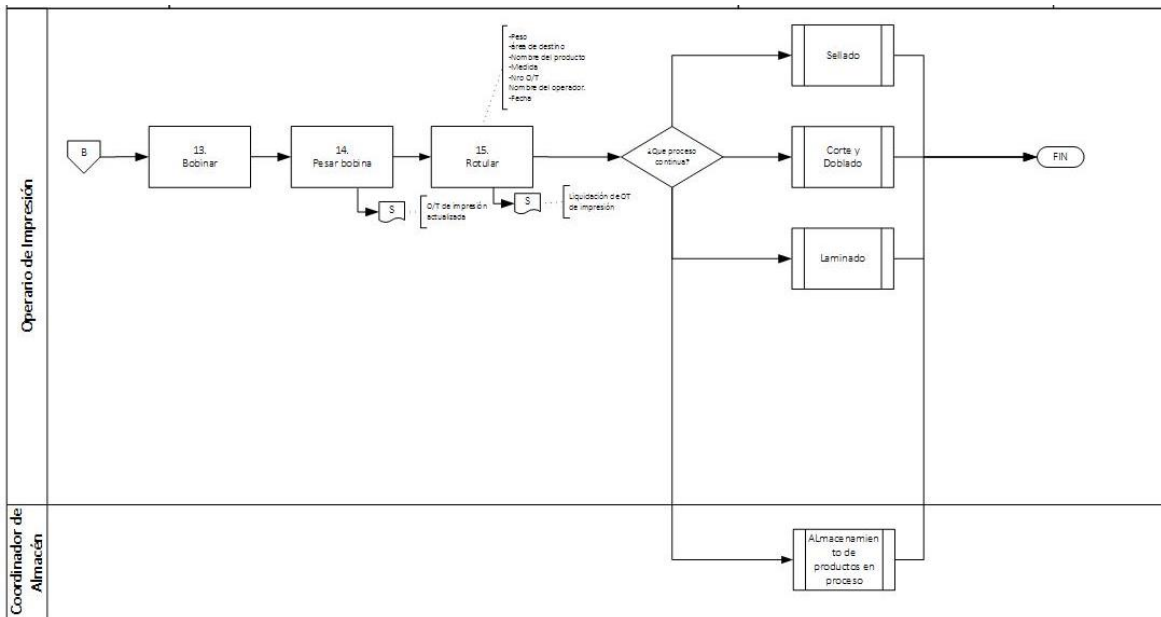 Operario de Impresión
-Peso
-Área de destino
-Nombre del producto
-Medida
-Nro O/T
Nombre del operador.
-Fecha
B
13.
Bobinar
14.
Pesar bobina
15.
Rotular
S
O/T de impresión
actualizada
S
Liquidación de OT
de impresión
¿Que proceso
continua?
Sellado
Corte y
Doblado
Laminado
FIN
Coordinador de
Almacén
ALmacenamien
to de
productos en
proceso